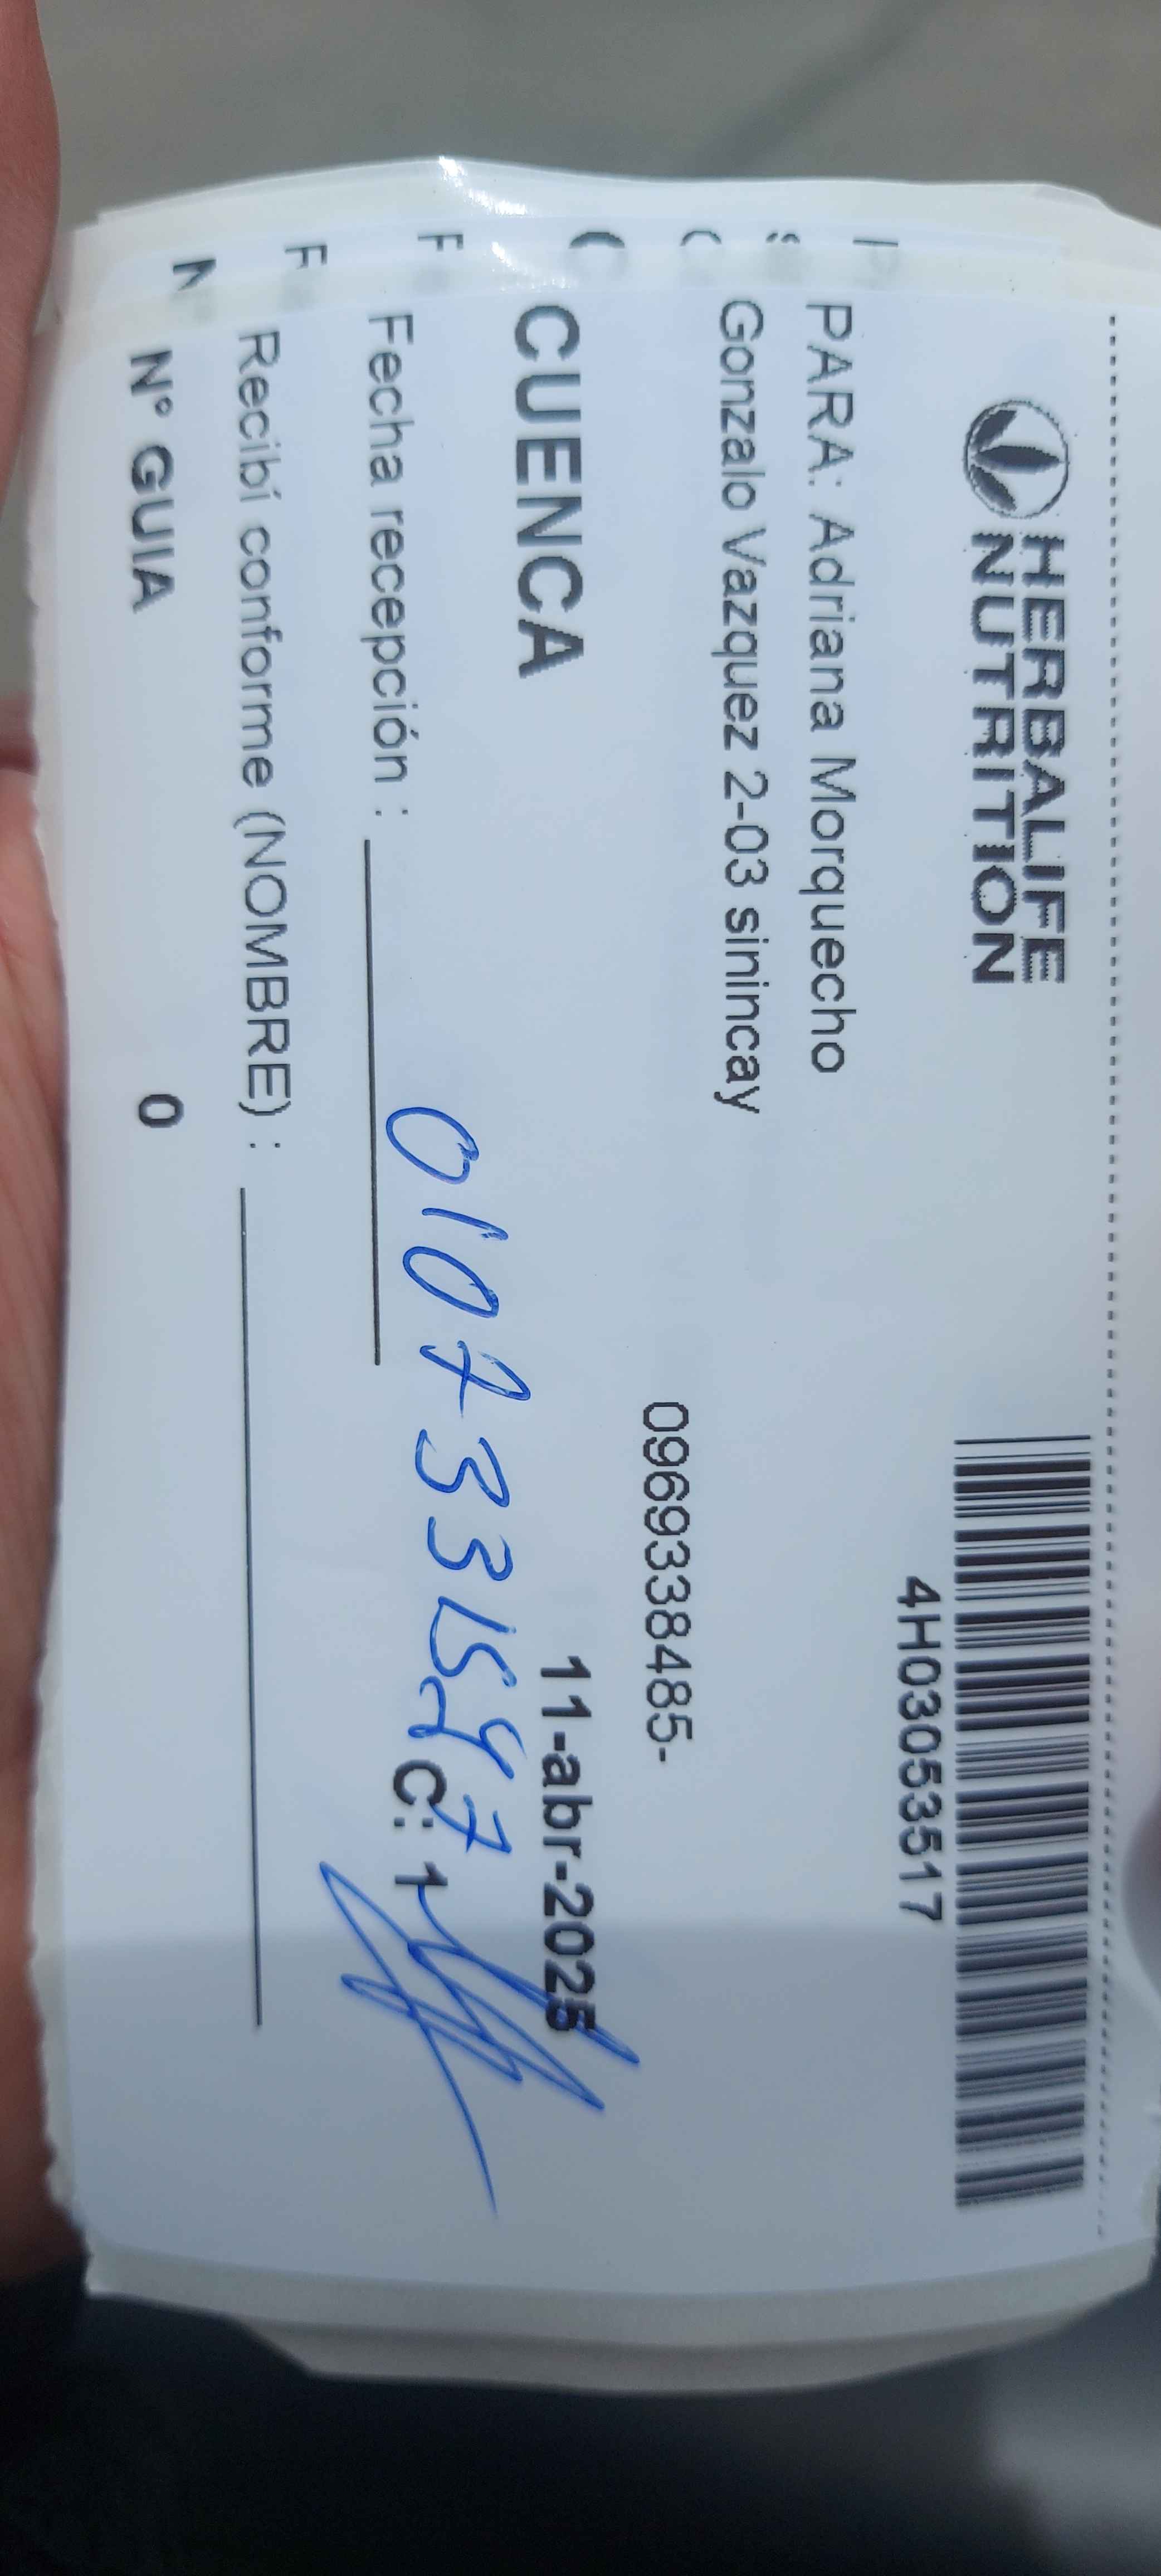 HERBALIFE
NUTRITION
4H03053517
PARA: Adriana Morquecho
Gonzalo Vazquez 2-03 sinincay
0969338485-
CUENCA
11-abr-2025
Fecha recepción :
C: 1
Recibí conforme (NOMBRE) :
Nº GUIA 0